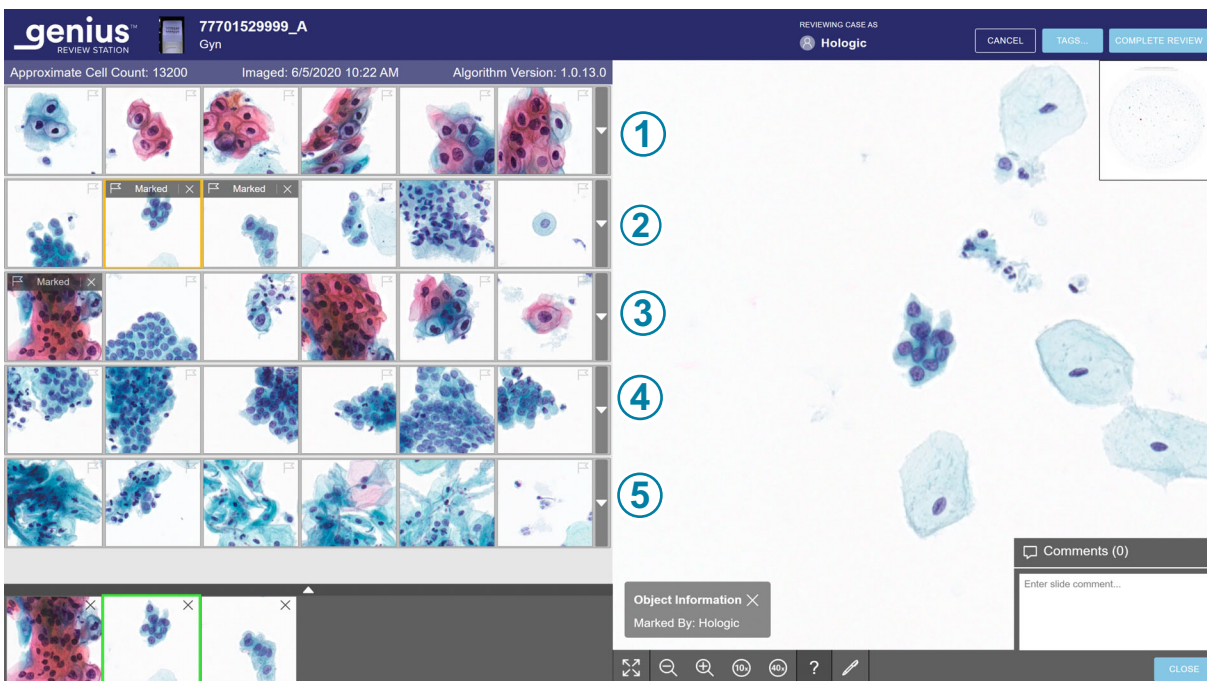 genius™
REVIEW STATION
77701529999_A
Gyn
REVIEWING CASE AS
Hologic
CANCEL
TAGS...
COMPLETE REVIEW
Approximate Cell Count: 13200
Imaged: 6/5/2020 10:22 AM
Algorithm Version: 1.0.13.0
1
Marked
Marked
2
Marked
3
4
5
Object Information
Marked By: Hologic
Comments (0)
Enter slide comment...
10x
40x
?
CLOSE